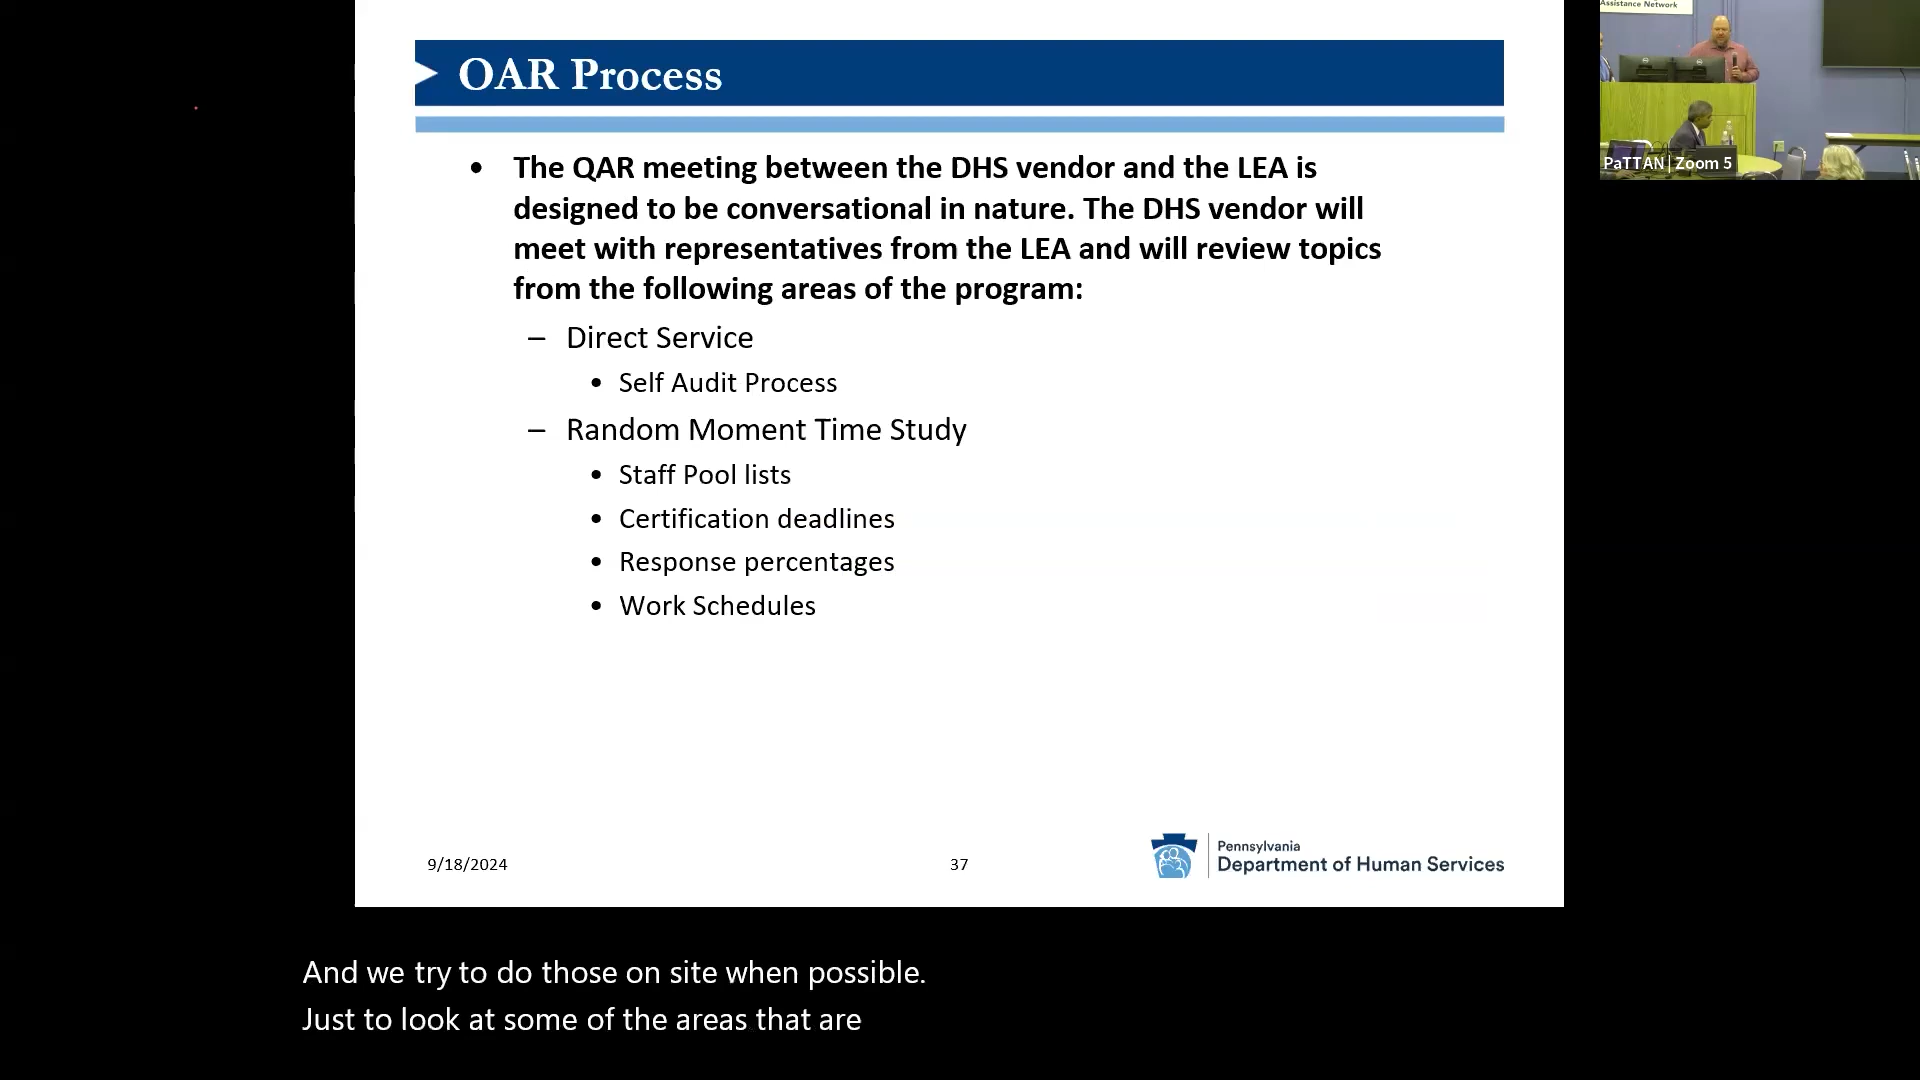 Assistance Network
OAR Process
• The QAR meeting between the DHS vendor and the LEA is
designed to be conversational in nature. The DHS vendor will
meet with representatives from the LEA and will review topics
from the following areas of the program:
– Direct Service
• Self Audit Process
– Random Moment Time Study
• Staff Pool lists
• Certification deadlines
• Response percentages
• Work Schedules
PaTTAN | Zoom 5
9/18/2024
37
Pennsylvania
Department of Human Services
And we try to do those on site when possible.
Just to look at some of the areas that are